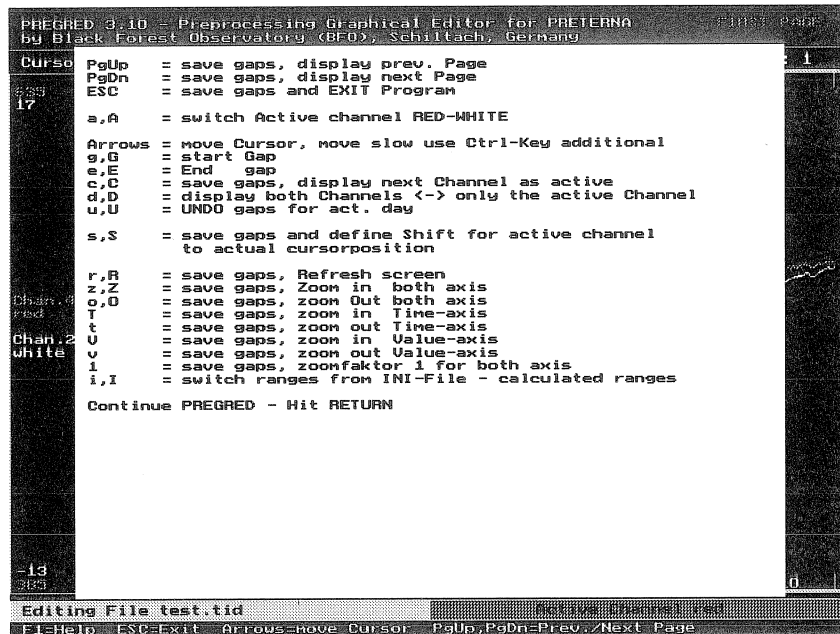 PREGRED 3.10 - Preprocessing Graphical Editor for PRETERNA FIRST PAGE
by Black Forest Observatory (BFO), Schiltach, Germany
Curso : 1
17
PgUp = save gaps, display prev. Page
PgDn = save gaps, display next Page
ESC = save gaps and EXIT Program
a,A = switch Active channel RED-WHITE
Arrows = move Cursor, move slow use Ctrl-Key additional
g,G = start Gap
e,E = End gap
c,C = save gaps, display next Channel as active
d,D = display both Channels <-> only the active Channel
u,U = UNDO gaps for act. day
s,S = save gaps and define Shift for active channel
to actual cursorposition
r,R = save gaps, Refresh screen
z,Z = save gaps, Zoom in both axis
o,O = save gaps, zoom Out both axis
T = save gaps, zoom in Time-axis
t = save gaps, zoom out Time-axis
V = save gaps, zoom in Value-axis
v = save gaps, zoom out Value-axis
1 = save gaps, zoomfaktor 1 for both axis
i,I = switch ranges from INI-File - calculated ranges
Continue PREGRED - Hit RETURN
red
Chan.2
white
-13
0
Editing File test.tid Active Channel red
F1=Help ESC=Exit Arrows=move Cursor PgUp,PgDn=Prev./Next Page